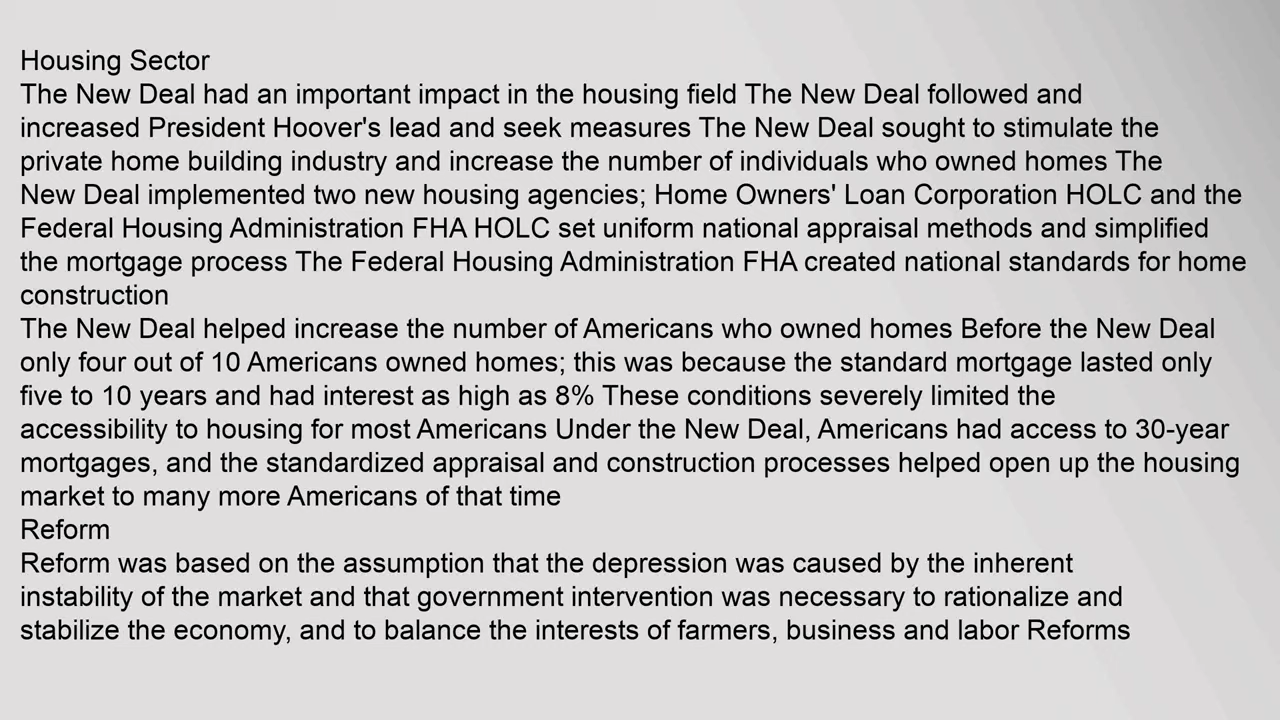 Housing Sector
The New Deal had an important impact in the housing field The New Deal followed and
increased President Hoover's lead and seek measures The New Deal sought to stimulate the
private home building industry and increase the number of individuals who owned homes The
New Deal implemented two new housing agencies; Home Owners' Loan Corporation HOLC and the
Federal Housing Administration FHA HOLC set uniform national appraisal methods and simplified
the mortgage process The Federal Housing Administration FHA created national standards for home
construction
The New Deal helped increase the number of Americans who owned homes Before the New Deal
only four out of 10 Americans owned homes; this was because the standard mortgage lasted only
five to 10 years and had interest as high as 8% These conditions severely limited the
accessibility to housing for most Americans Under the New Deal, Americans had access to 30-year
mortgages, and the standardized appraisal and construction processes helped open up the housing
market to many more Americans of that time
Reform
Reform was based on the assumption that the depression was caused by the inherent
instability of the market and that government intervention was necessary to rationalize and
stabilize the economy, and to balance the interests of farmers, business and labor Reforms